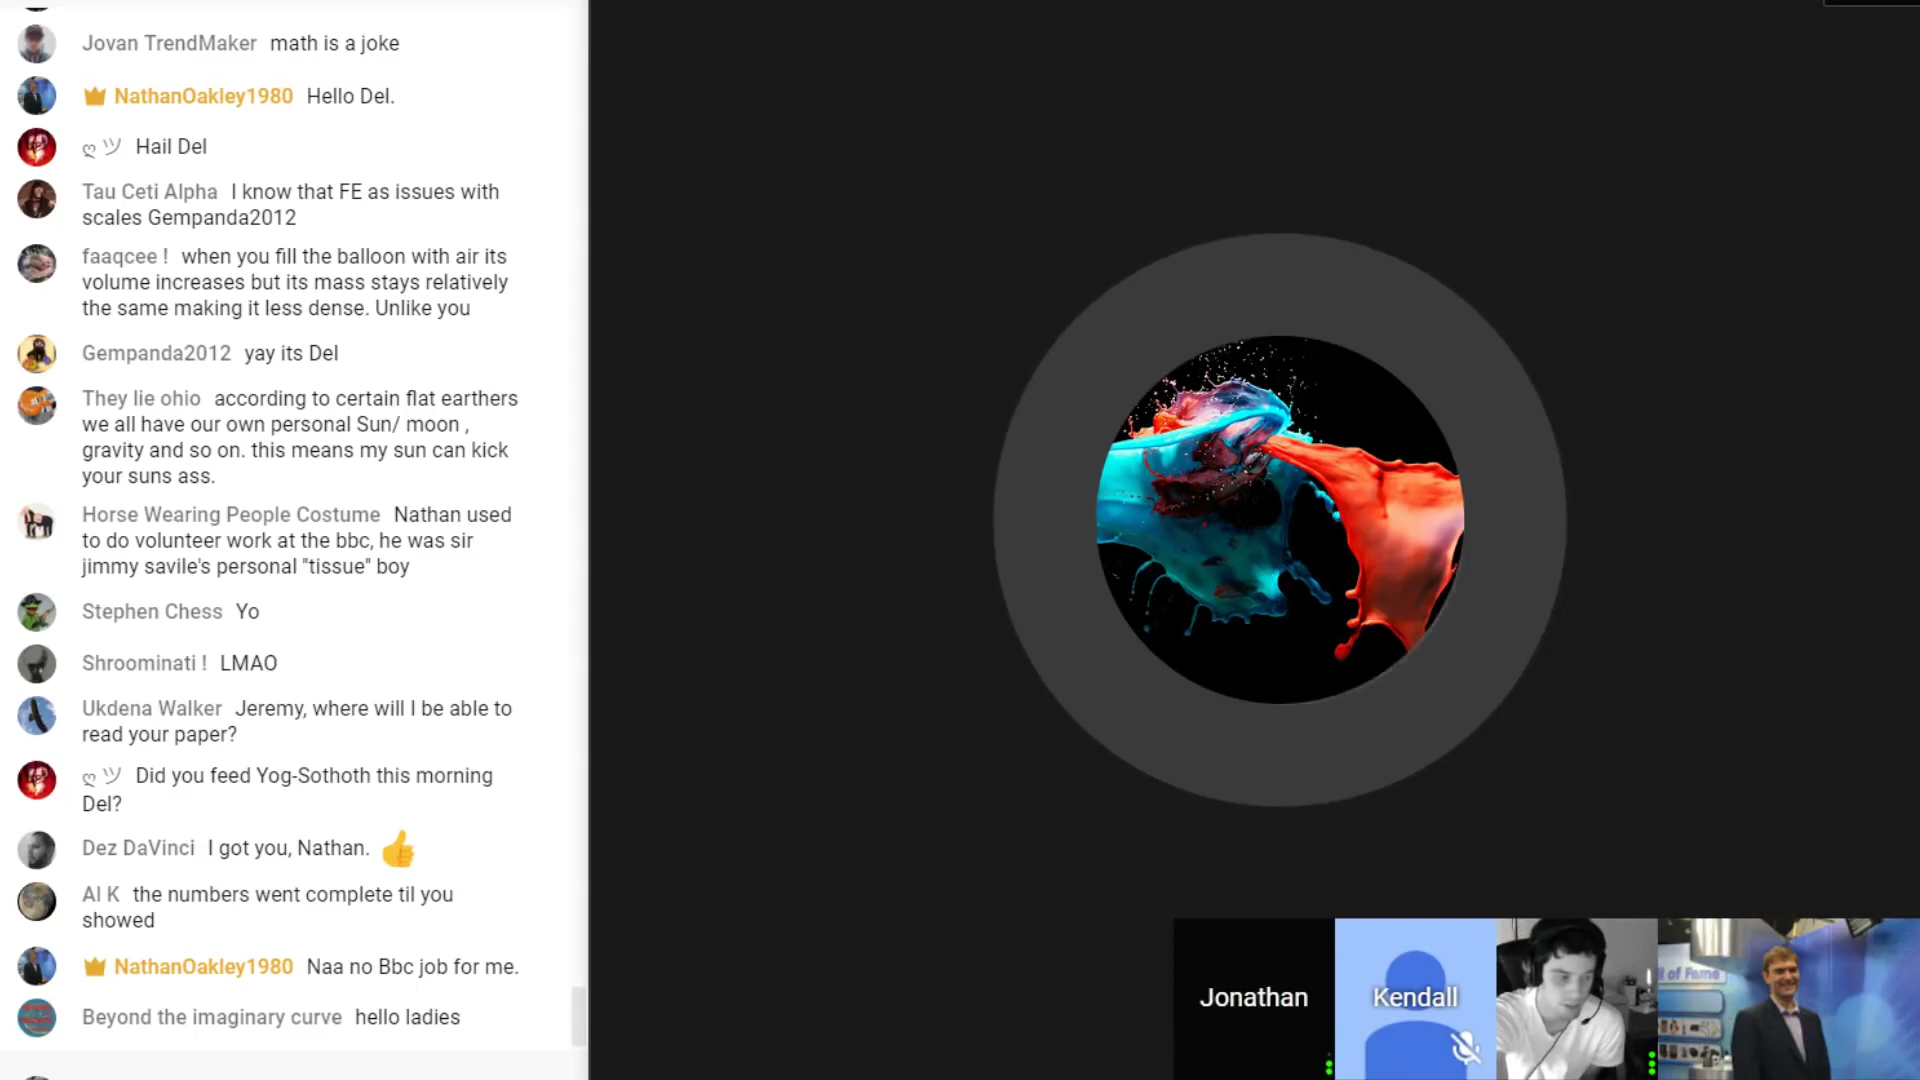 Jovan TrendMaker math is a joke
NathanOakley1980 Hello Del.
ღ ツ Hail Del
Tau Ceti Alpha I know that FE as issues with
scales Gempanda2012
faaqcee ! when you fill the balloon with air its
volume increases but its mass stays relatively
the same making it less dense. Unlike you
Gempanda2012 yay its Del
They lie ohio according to certain flat earthers
we all have our own personal Sun/ moon ,
gravity and so on. this means my sun can kick
your suns ass.
Horse Wearing People Costume Nathan used
to do volunteer work at the bbc, he was sir
jimmy savile's personal "tissue" boy
Stephen Chess Yo
Shroominati ! LMAO
Ukdena Walker Jeremy, where will I be able to
read your paper?
ღ ツ Did you feed Yog-Sothoth this morning
Del?
Dez DaVinci I got you, Nathan. 👍
Al K the numbers went complete til you
showed
NathanOakley1980 Naa no Bbc job for me.
Beyond the imaginary curve hello ladies
Jonathan
Kendall
of Fame